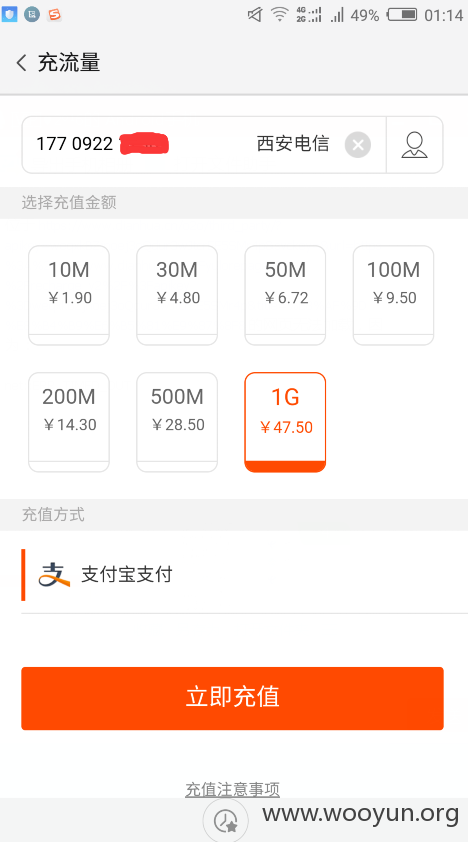 4G 2G 49% 01:14
充流量
177 0922 西安电信
选择充值金额
10M 30M 50M 100M
￥1.90 ￥4.80 ￥6.72 ￥9.50
200M 500M 1G
￥14.30 ￥28.50 ￥47.50
充值方式
支 支付宝支付
立即充值
充值注意事项
www.wooyun.org